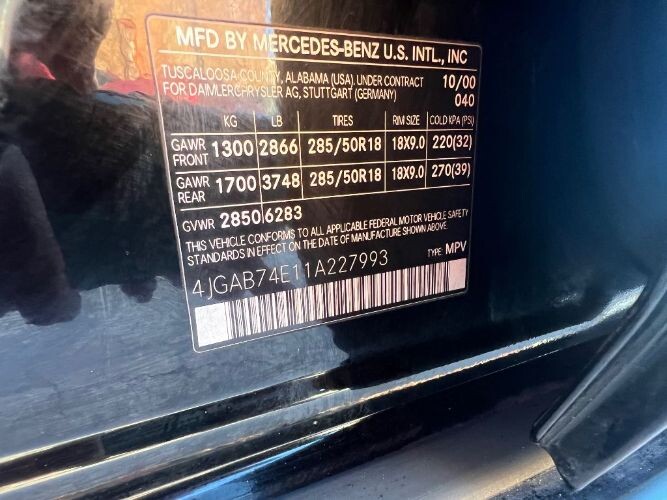 MFD BY MERCEDES-BENZ U.S. INTL., INC
TUSCALOOSA COUNTY, ALABAMA (USA). UNDER CONTRACT 10/00
FOR DAIMLERCHRYSLER AG, STUTTGART (GERMANY) 040
KG LB TIRES RIM SIZE COLD KPA (PSI)
GAWR FRONT 1300 2866 285/50R18 18X9.0 220(32)
GAWR REAR 1700 3748 285/50R18 18X9.0 270(39)
GVWR 2850 6283
THIS VEHICLE CONFORMS TO ALL APPLICABLE FEDERAL MOTOR VEHICLE SAFETY
STANDARDS IN EFFECT ON THE DATE OF MANUFACTURE SHOWN ABOVE.
4JGAB74E11A227993 TYPE: MPV